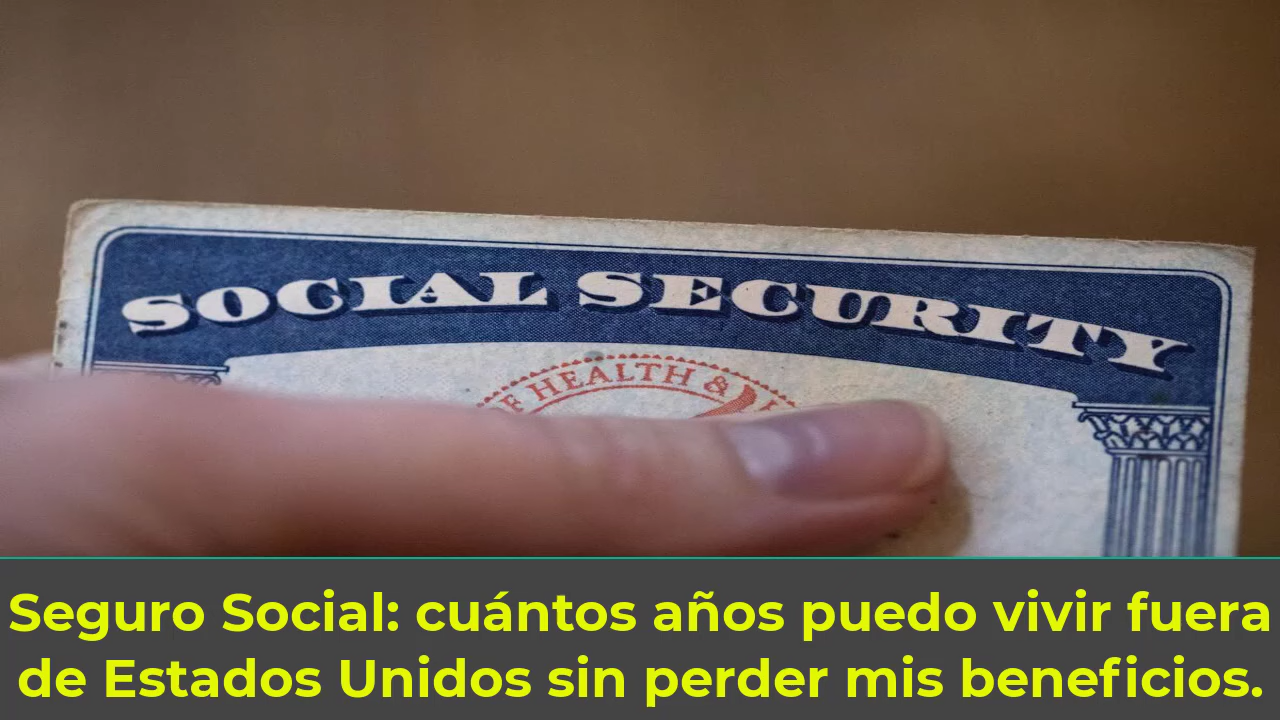 SOCIAL SECURITY
F HEALTH &
Seguro Social: cuántos años puedo vivir fuera
de Estados Unidos sin perder mis beneficios.